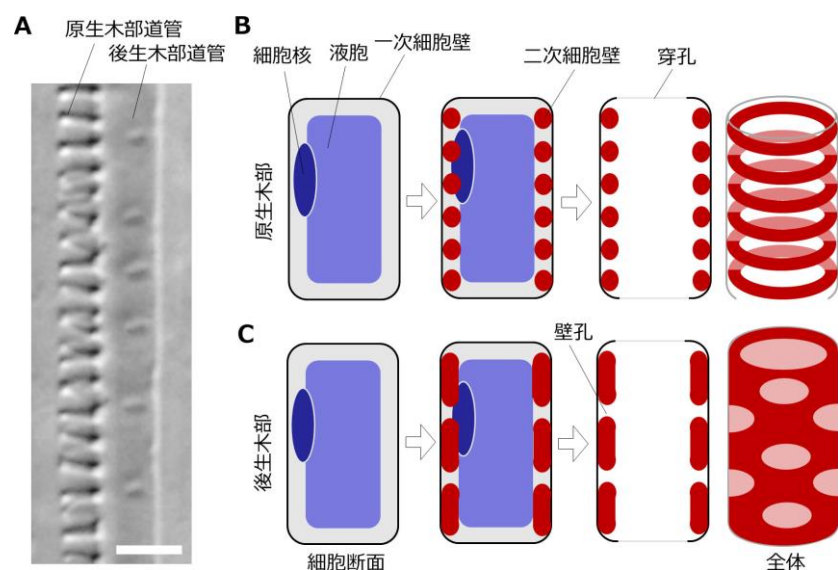 A
原生木部道管
後生木部道管
B
細胞核
液胞
一次細胞壁
二次細胞壁
穿孔
原生木部
C
壁孔
後生木部
細胞断面
全体